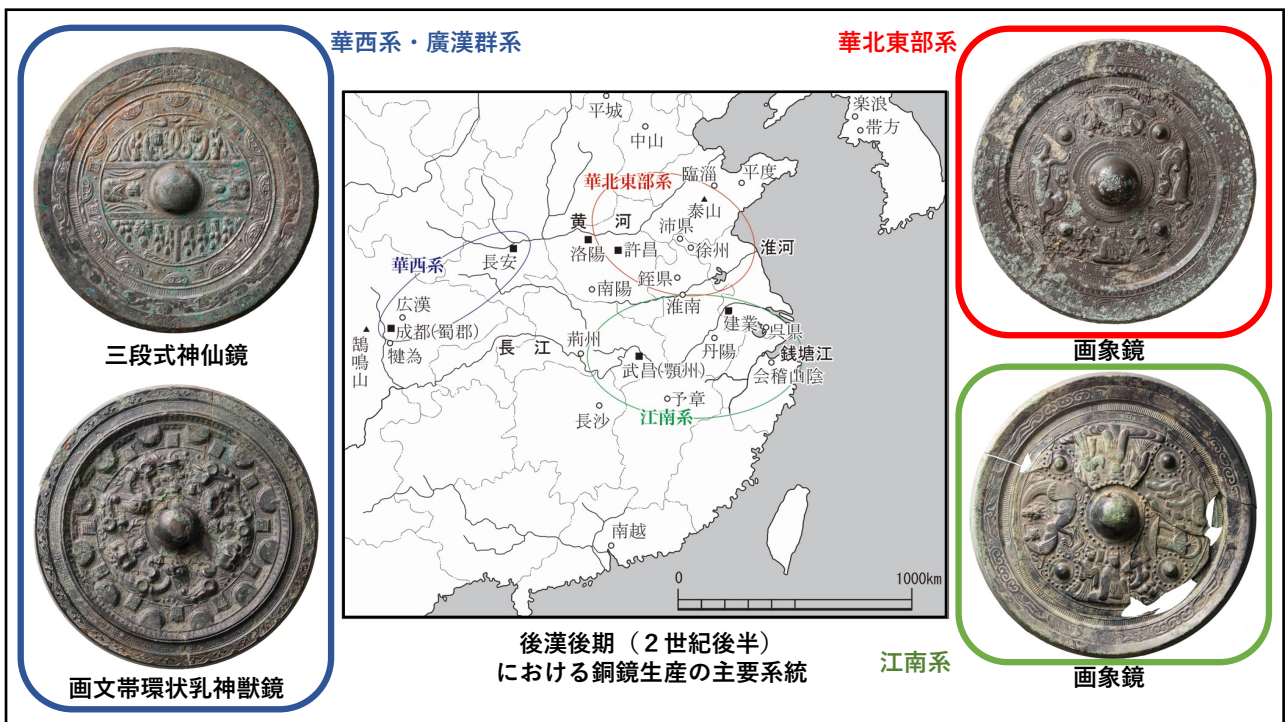 華西系・廣漢群系
華北東部系
三段式神仙鏡
画文帯環状乳神獣鏡
平城
中山
楽浪
帯方
臨淄
平度
華北東部系
泰山
黄河
沛県
洛陽
許昌
徐州
淮河
長安
華西系
銍県
南陽
淮南
広漢
成都(蜀郡)
建業
呉県
鵠鳴山
犍為
長江
荊州
丹陽
銭塘江
武昌(顎州)
会稽山陰
予章
江南系
長沙
南越
0
1000km
後漢後期（２世紀後半）
における銅鏡生産の主要系統
画象鏡
江南系
画象鏡